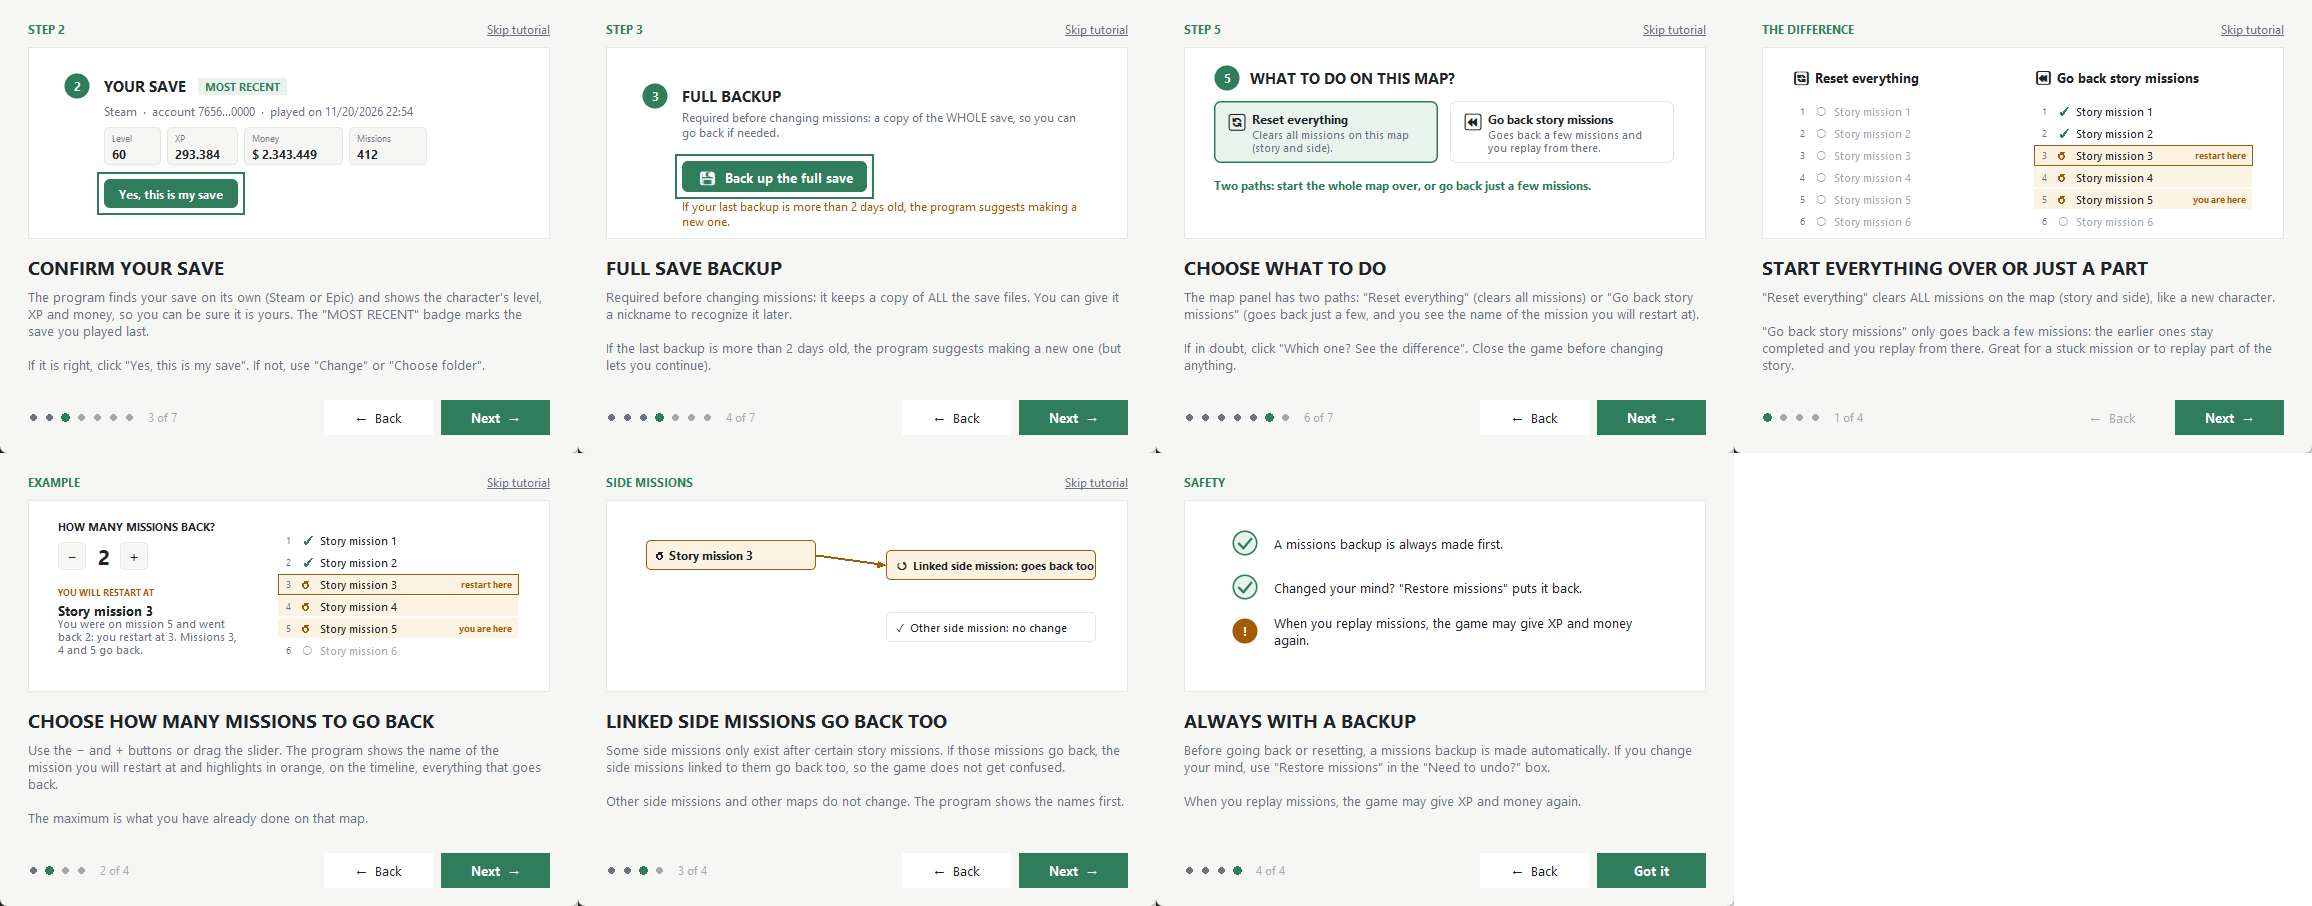 STEP 2
Skip tutorial
2
YOUR SAVE
MOST RECENT
Steam · account 7656...0000 · played on 11/20/2026 22:54
Level
60
XP
293.384
Money
$ 2.343.449
Missions
412
Yes, this is my save
CONFIRM YOUR SAVE
The program finds your save on its own (Steam or Epic) and shows the character's level,
XP and money, so you can be sure it is yours. The "MOST RECENT" badge marks the
save you played last.
If it is right, click "Yes, this is my save". If not, use "Change" or "Choose folder".
3 of 7
← Back
Next →
STEP 3
Skip tutorial
3
FULL BACKUP
Required before changing missions: a copy of the WHOLE save, so you can
go back if needed.
Back up the full save
If your last backup is more than 2 days old, the program suggests making a
new one.
FULL SAVE BACKUP
Required before changing missions: it keeps a copy of ALL the save files. You can give it
a nickname to recognize it later.
If the last backup is more than 2 days old, the program suggests making a new one (but
lets you continue).
4 of 7
← Back
Next →
STEP 5
Skip tutorial
5
WHAT TO DO ON THIS MAP?
Reset everything
Clears all missions on this map
(story and side).
Go back story missions
Goes back a few missions and
you replay from there.
Two paths: start the whole map over, or go back just a few missions.
CHOOSE WHAT TO DO
The map panel has two paths: "Reset everything" (clears all missions) or "Go back story
missions" (goes back just a few, and you see the name of the mission you will restart at).
If in doubt, click "Which one? See the difference". Close the game before changing
anything.
6 of 7
← Back
Next →
THE DIFFERENCE
Skip tutorial
Reset everything
1 Story mission 1
2 Story mission 2
3 Story mission 3
4 Story mission 4
5 Story mission 5
6 Story mission 6
Go back story missions
1 ✓ Story mission 1
2 ✓ Story mission 2
3 Story mission 3 restart here
4 Story mission 4
5 Story mission 5 you are here
6 Story mission 6
START EVERYTHING OVER OR JUST A PART
"Reset everything" clears ALL missions on the map (story and side), like a new character.
"Go back story missions" only goes back a few missions: the earlier ones stay
completed and you replay from there. Great for a stuck mission or to replay part of the
story.
1 of 4
← Back
Next →
EXAMPLE
Skip tutorial
HOW MANY MISSIONS BACK?
− 2 +
YOU WILL RESTART AT
Story mission 3
You were on mission 5 and went
back 2: you restart at 3. Missions 3,
4 and 5 go back.
1 ✓ Story mission 1
2 ✓ Story mission 2
3 Story mission 3 restart here
4 Story mission 4
5 Story mission 5 you are here
6 Story mission 6
CHOOSE HOW MANY MISSIONS TO GO BACK
Use the − and + buttons or drag the slider. The program shows the name of the
mission you will restart at and highlights in orange, on the timeline, everything that goes
back.
The maximum is what you have already done on that map.
2 of 4
← Back
Next →
SIDE MISSIONS
Skip tutorial
Story mission 3
Linked side mission: goes back too
✓ Other side mission: no change
LINKED SIDE MISSIONS GO BACK TOO
Some side missions only exist after certain story missions. If those missions go back, the
side missions linked to them go back too, so the game does not get confused.
Other side missions and other maps do not change. The program shows the names first.
3 of 4
← Back
Next →
SAFETY
A missions backup is always made first.
Changed your mind? "Restore missions" puts it back.
!
When you replay missions, the game may give XP and money
again.
ALWAYS WITH A BACKUP
Before going back or resetting, a missions backup is made automatically. If you change
your mind, use "Restore missions" in the "Need to undo?" box.
When you replay missions, the game may give XP and money again.
4 of 4
← Back
Got it